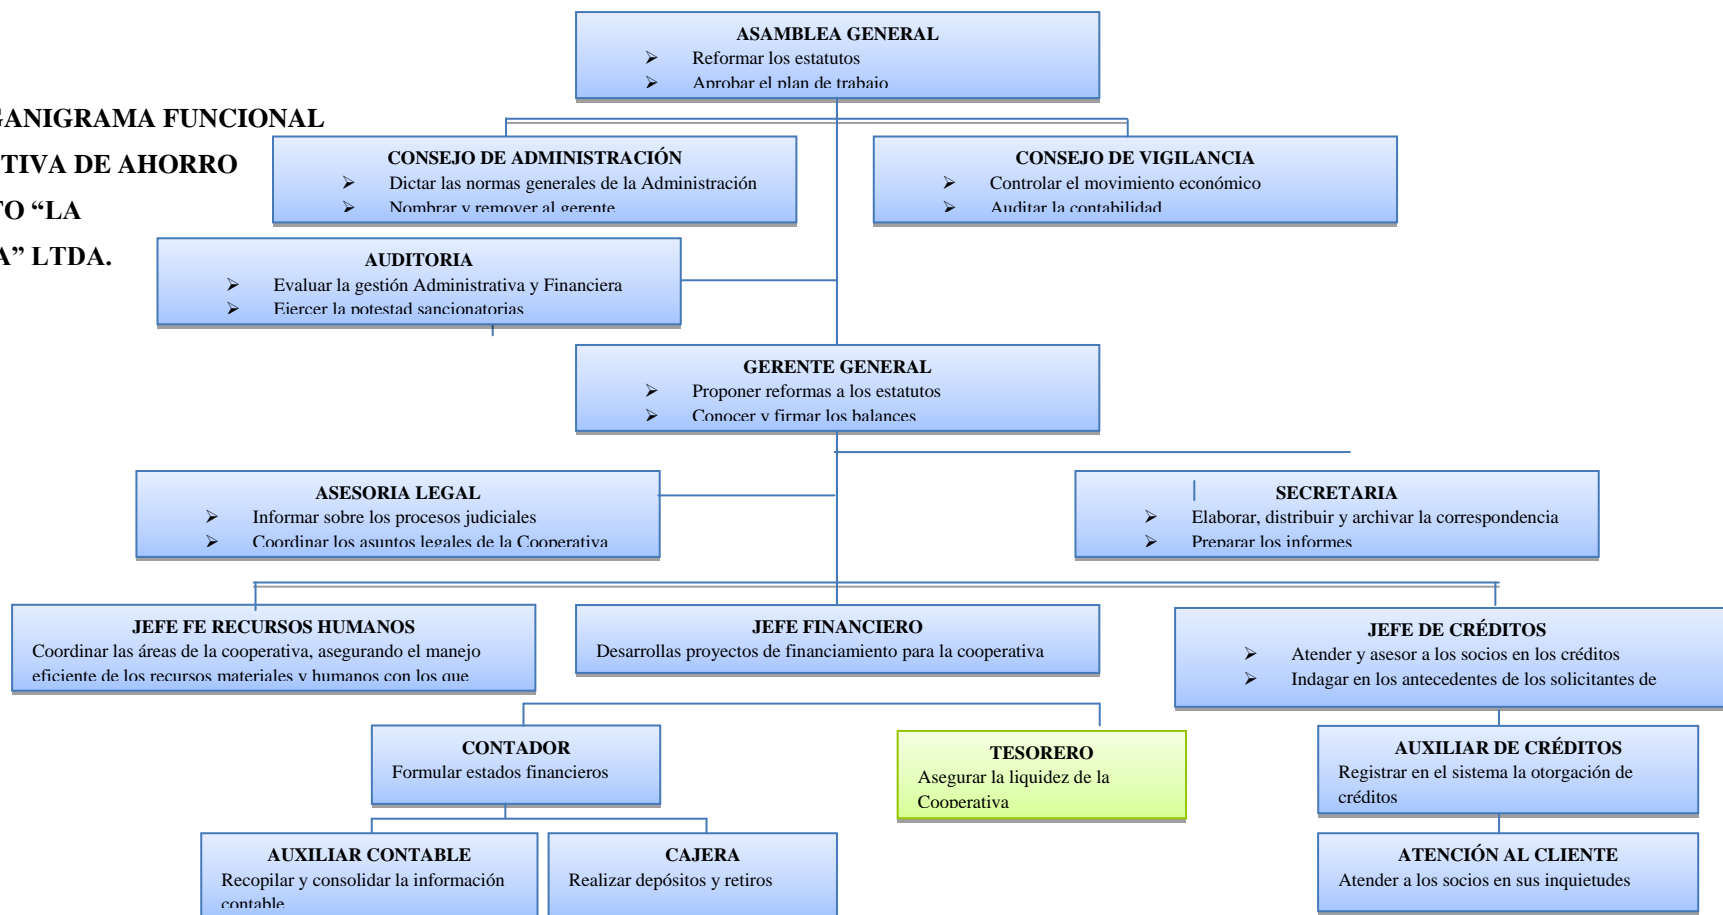 ASAMBLEA GENERAL
➢ Reformar los estatutos
➢ Aprobar el plan de trabajo
GANIGRAMA FUNCIONAL
TIVA DE AHORRO
TO “LA
A” LTDA.
CONSEJO DE ADMINISTRACIÓN
➢ Dictar las normas generales de la Administración
➢ Nombrar y remover al gerente
CONSEJO DE VIGILANCIA
➢ Controlar el movimiento económico
➢ Auditar la contabilidad
AUDITORIA
➢ Evaluar la gestión Administrativa y Financiera
➢ Ejercer la potestad sancionatorias
GERENTE GENERAL
➢ Proponer reformas a los estatutos
➢ Conocer y firmar los balances
ASESORIA LEGAL
➢ Informar sobre los procesos judiciales
➢ Coordinar los asuntos legales de la Cooperativa
SECRETARIA
➢ Elaborar, distribuir y archivar la correspondencia
➢ Preparar los informes
JEFE FE RECURSOS HUMANOS
Coordinar las áreas de la cooperativa, asegurando el manejo
eficiente de los recursos materiales y humanos con los que
JEFE FINANCIERO
Desarrollas proyectos de financiamiento para la cooperativa
JEFE DE CRÉDITOS
➢ Atender y asesor a los socios en los créditos
➢ Indagar en los antecedentes de los solicitantes de
CONTADOR
Formular estados financieros
TESORERO
Asegurar la liquidez de la
Cooperativa
AUXILIAR DE CRÉDITOS
Registrar en el sistema la otorgación de
créditos
AUXILIAR CONTABLE
Recopilar y consolidar la información
contable
CAJERA
Realizar depósitos y retiros
ATENCIÓN AL CLIENTE
Atender a los socios en sus inquietudes